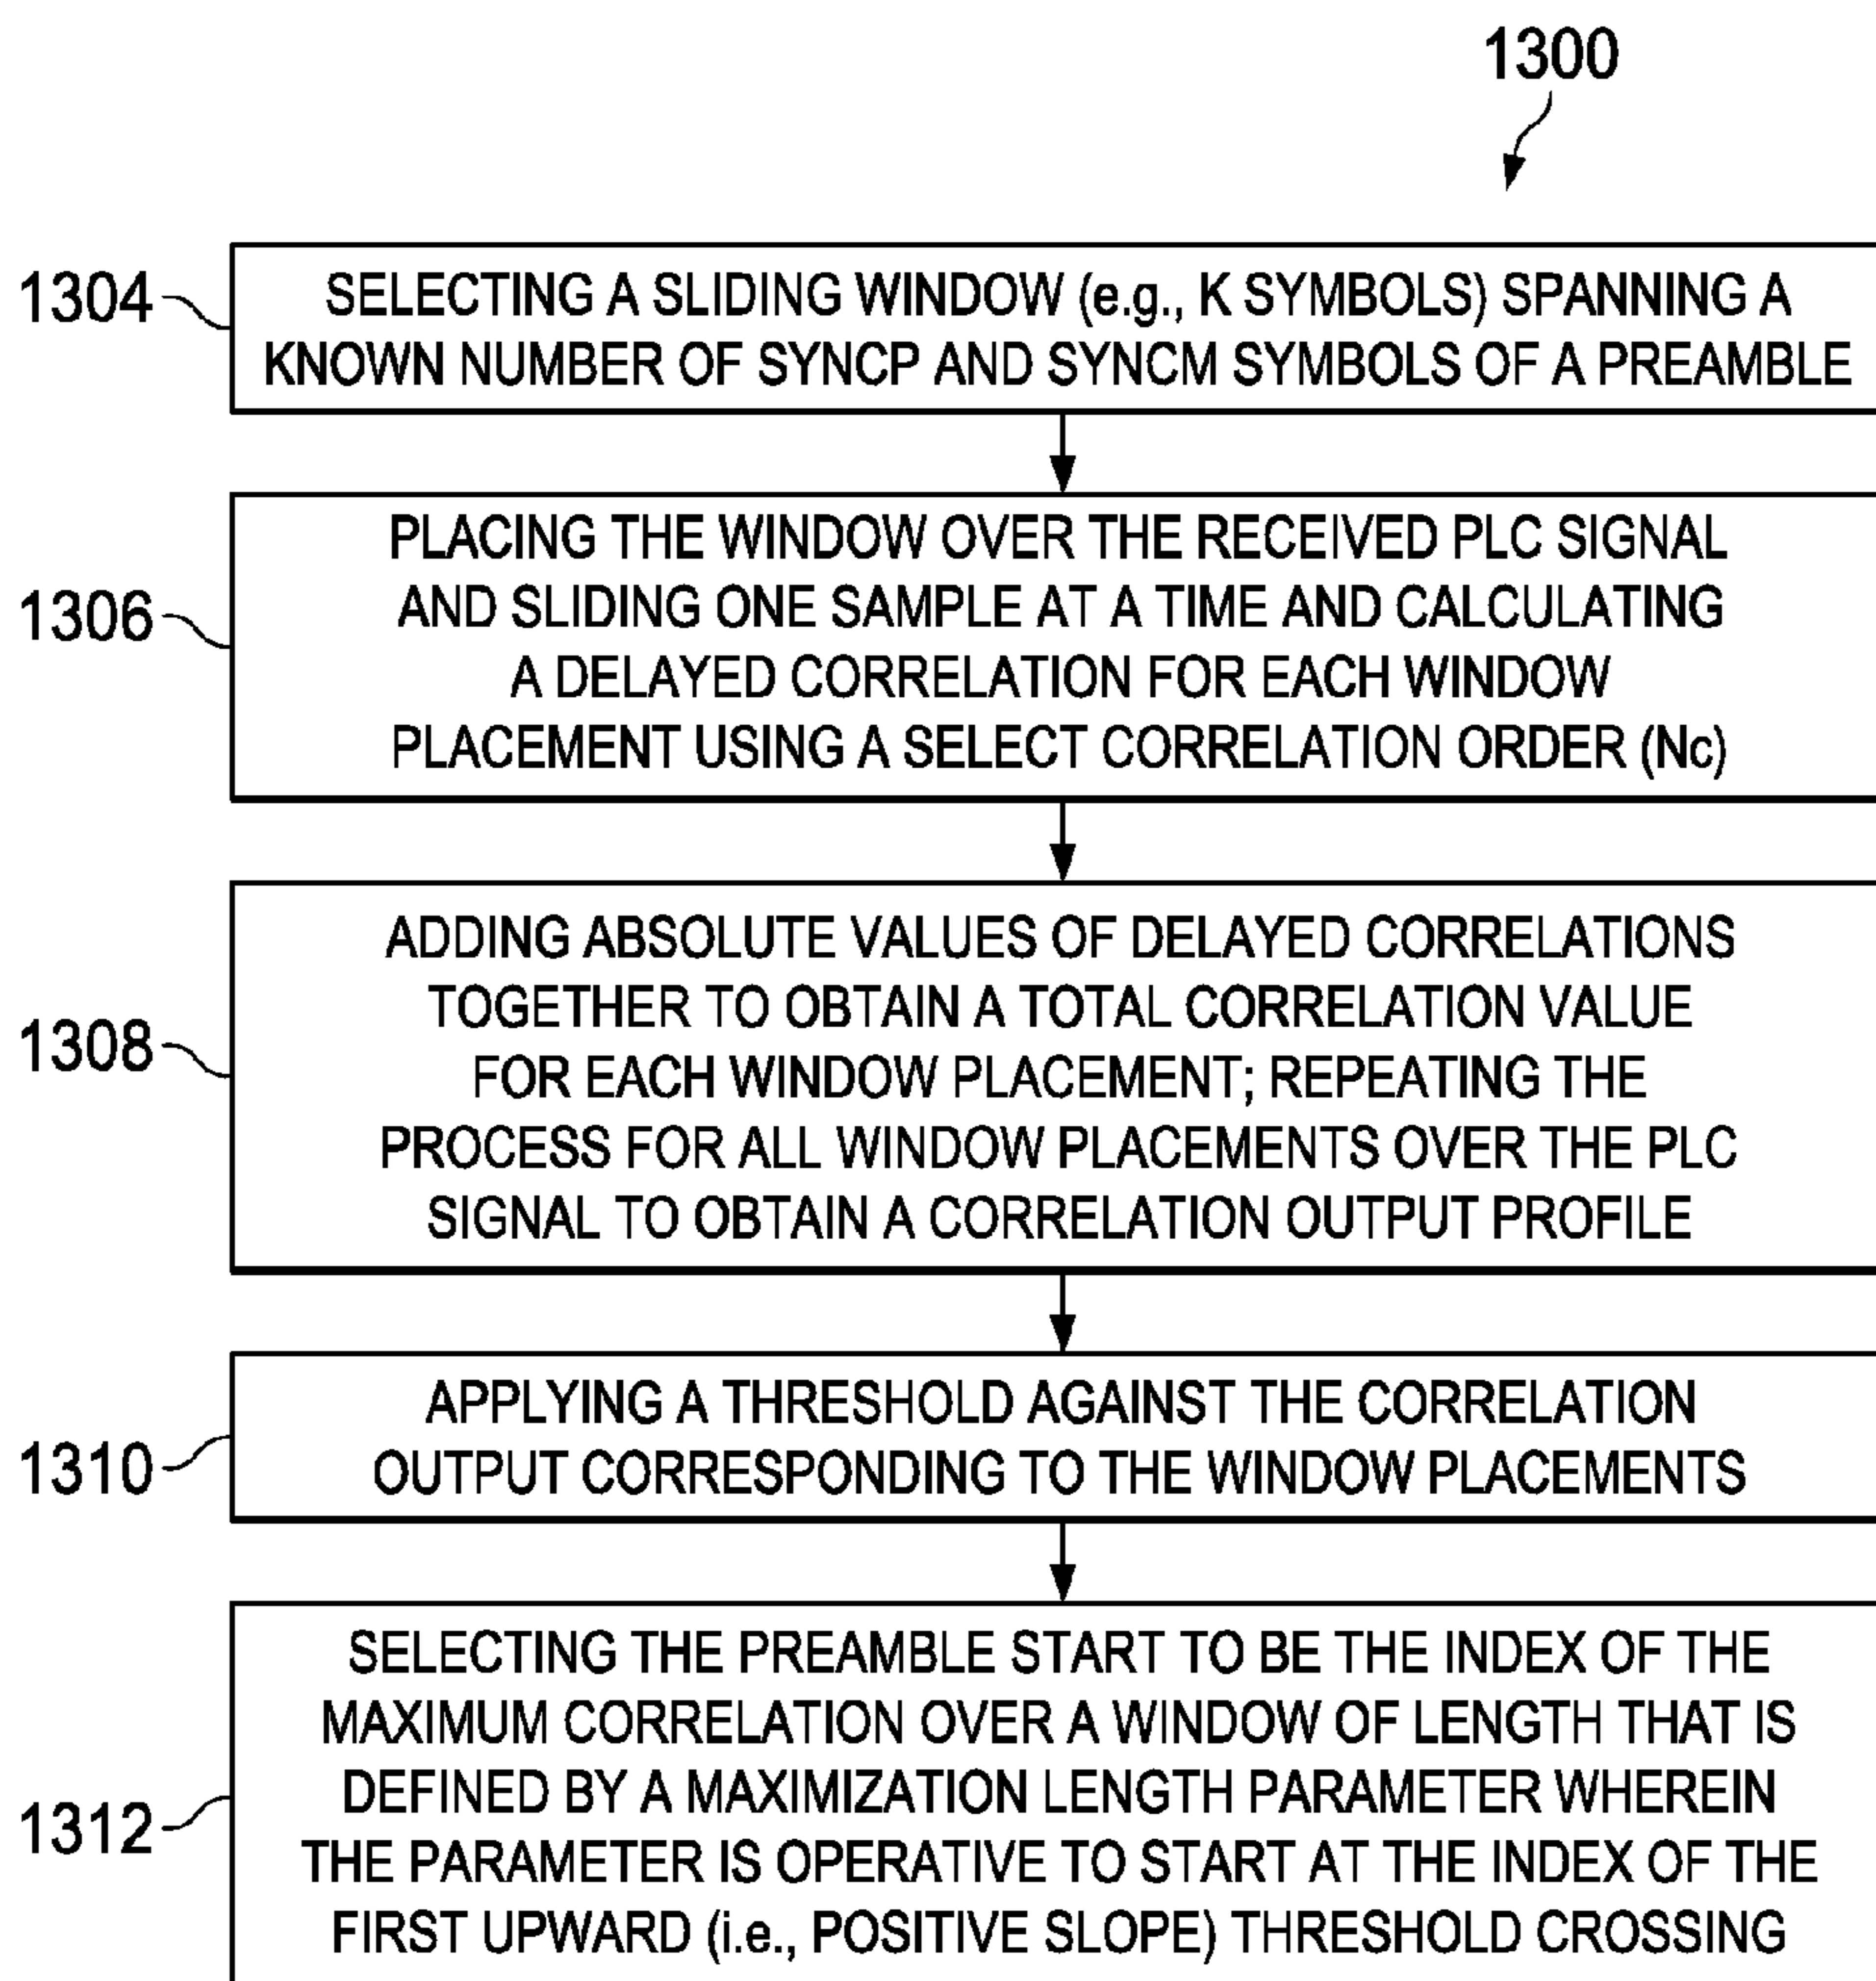 1300
1304
SELECTING A SLIDING WINDOW (e.g., K SYMBOLS) SPANNING A
KNOWN NUMBER OF SYNCP AND SYNCM SYMBOLS OF A PREAMBLE
1306
PLACING THE WINDOW OVER THE RECEIVED PLC SIGNAL
AND SLIDING ONE SAMPLE AT A TIME AND CALCULATING
A DELAYED CORRELATION FOR EACH WINDOW
PLACEMENT USING A SELECT CORRELATION ORDER (Nc)
1308
ADDING ABSOLUTE VALUES OF DELAYED CORRELATIONS
TOGETHER TO OBTAIN A TOTAL CORRELATION VALUE
FOR EACH WINDOW PLACEMENT; REPEATING THE
PROCESS FOR ALL WINDOW PLACEMENTS OVER THE PLC
SIGNAL TO OBTAIN A CORRELATION OUTPUT PROFILE
1310
APPLYING A THRESHOLD AGAINST THE CORRELATION
OUTPUT CORRESPONDING TO THE WINDOW PLACEMENTS
1312
SELECTING THE PREAMBLE START TO BE THE INDEX OF THE
MAXIMUM CORRELATION OVER A WINDOW OF LENGTH THAT IS
DEFINED BY A MAXIMIZATION LENGTH PARAMETER WHEREIN
THE PARAMETER IS OPERATIVE TO START AT THE INDEX OF THE
FIRST UPWARD (i.e., POSITIVE SLOPE) THRESHOLD CROSSING